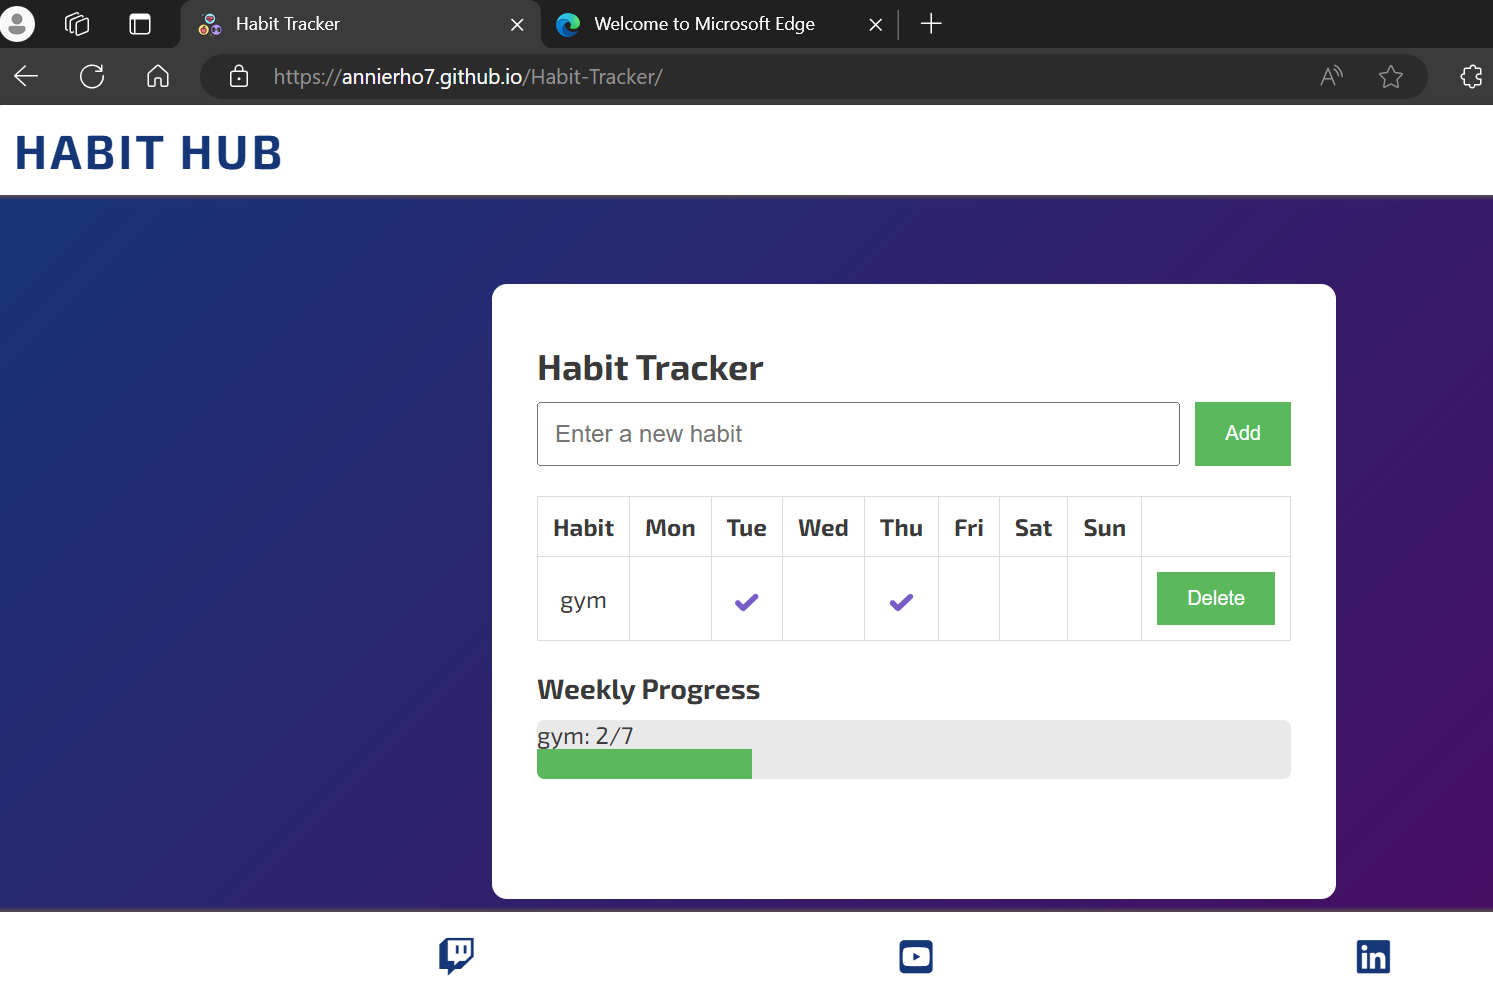 Habit Tracker
Welcome to Microsoft Edge
https://annierho7.github.io/Habit-Tracker/
HABIT HUB
Habit Tracker
Enter a new habit
Add
Habit Mon Tue Wed Thu Fri Sat Sun
gym Delete
Weekly Progress
gym: 2/7
in